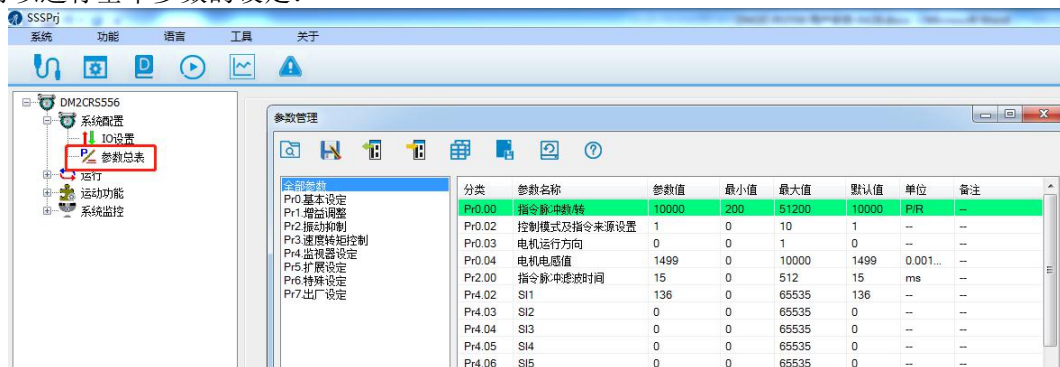 SSSPrj
系统 功能 语言 工具 关于
DM2CRS556
系统配置
IO设置
参数总表
运行
运动功能
系统监控
参数管理
全部参数
Pr0.基本设定
Pr1.增益调整
Pr2.振动抑制
Pr3.速度转矩控制
Pr4.监视器设定
Pr5.扩展设定
Pr6.特殊设定
Pr7.出厂设定
分类 参数名称 参数值 最小值 最大值 默认值 单位 备注
Pr0.00 指令脉冲数/转 10000 200 51200 10000 P/R --
Pr0.02 控制模式及指令来源设置 1 0 10 1 -- --
Pr0.03 电机运行方向 0 0 1 0 -- --
Pr0.04 电机电感值 1499 0 10000 1499 0.001... --
Pr2.00 指令脉冲滤波时间 15 0 512 15 ms --
Pr4.02 SI1 136 0 65535 136 -- --
Pr4.03 SI2 0 0 65535 0 -- --
Pr4.04 SI3 0 0 65535 0 -- --
Pr4.05 SI4 0 0 65535 0 -- --
Pr4.06 SI5 0 0 65535 0 -- --